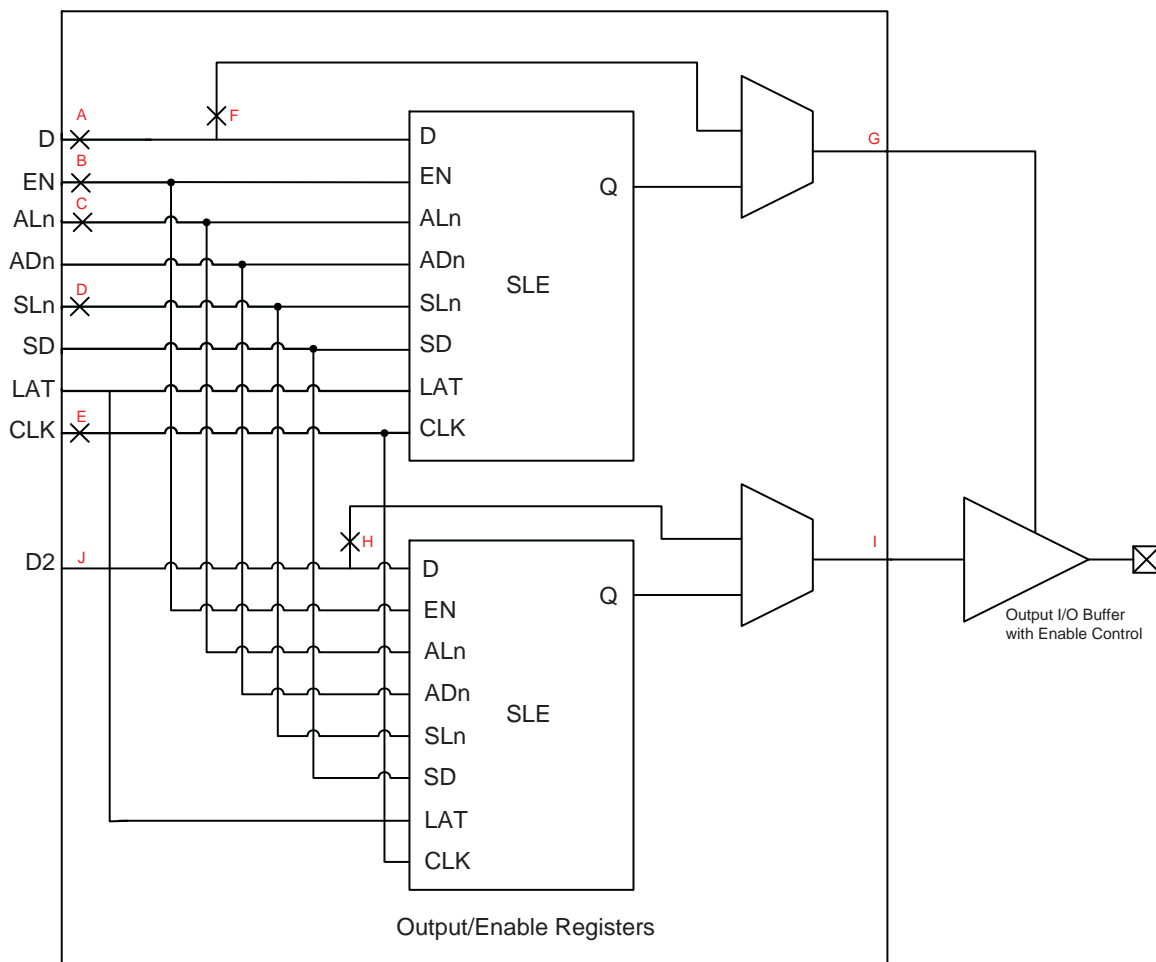 A
F
D
D
G
B
EN
EN
Q
C
ALn
ALn
ADn
ADn
SLE
D
SLn
SLn
SD
SD
LAT
LAT
E
CLK
CLK
H
I
D2
J
D
Q
EN
Output I/O Buffer
with Enable Control
ALn
ADn
SLE
SLn
SD
LAT
CLK
Output/Enable Registers